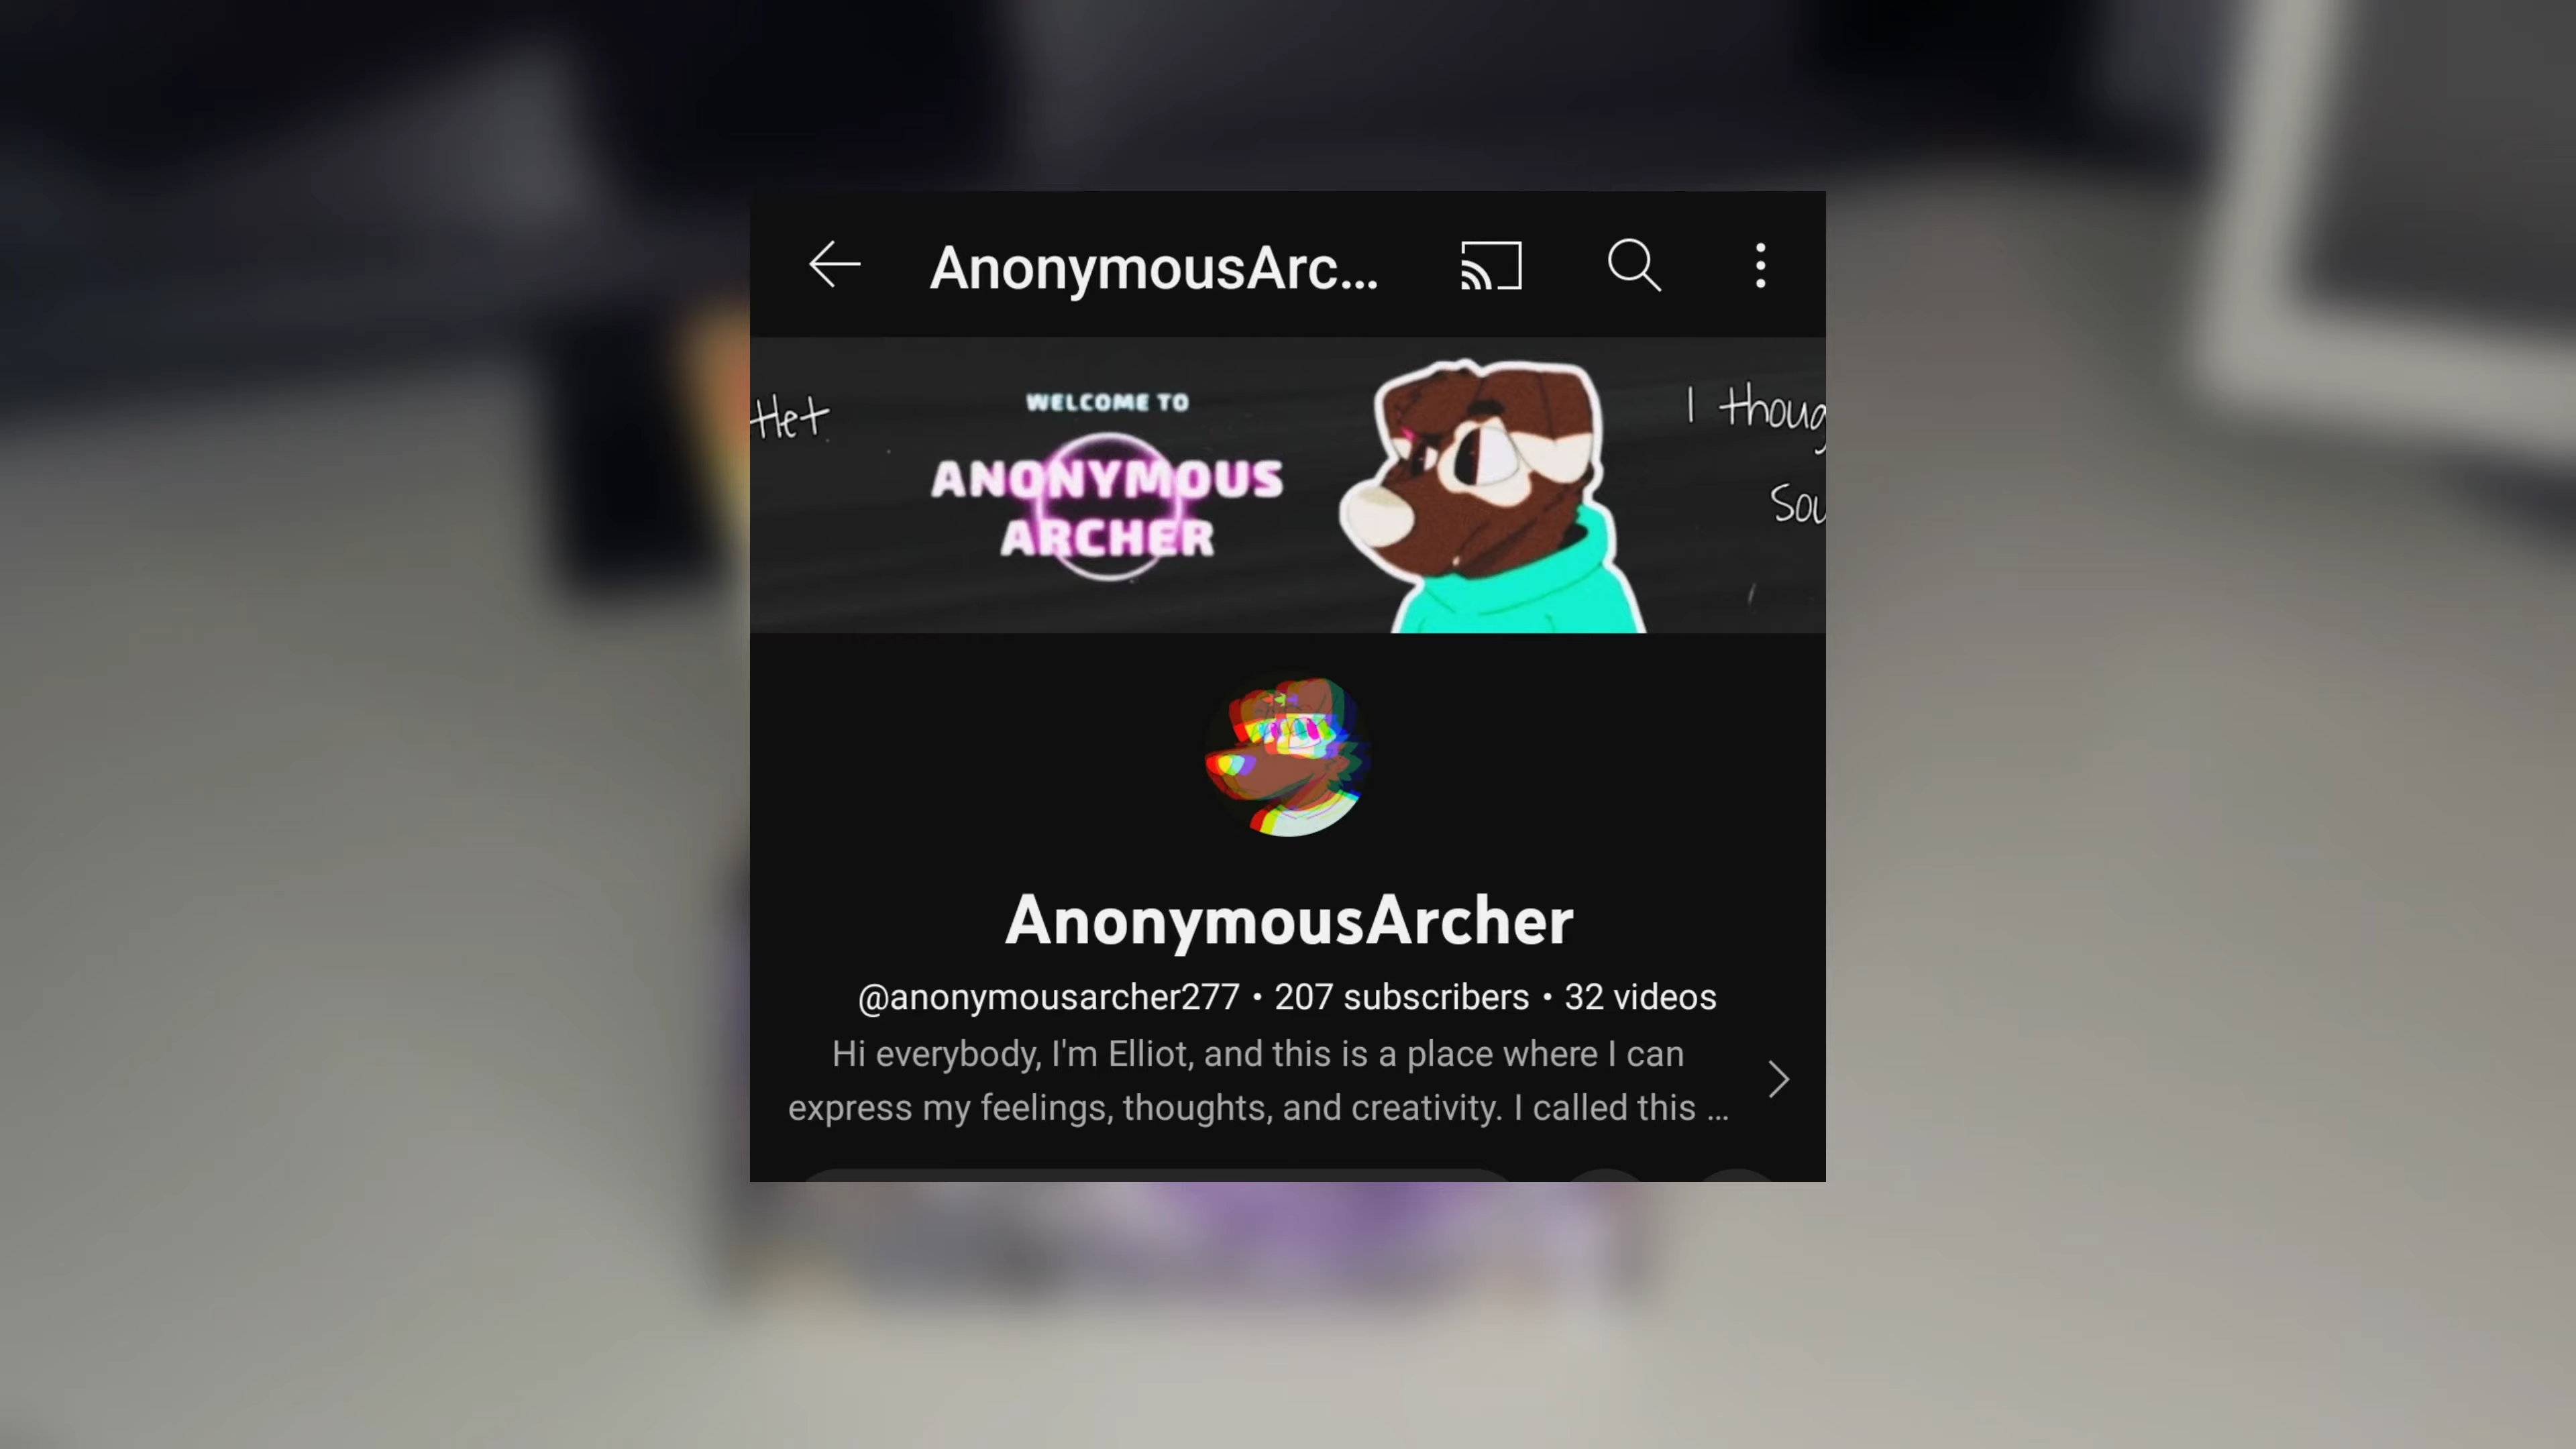 AnonymousArc...
Het
WELCOME TO
ANONYMOUS
ARCHER
I thoug
Sou
AnonymousArcher
@anonymousarcher277 • 207 subscribers • 32 videos
Hi everybody, I'm Elliot, and this is a place where I can
express my feelings, thoughts, and creativity. I called this ...